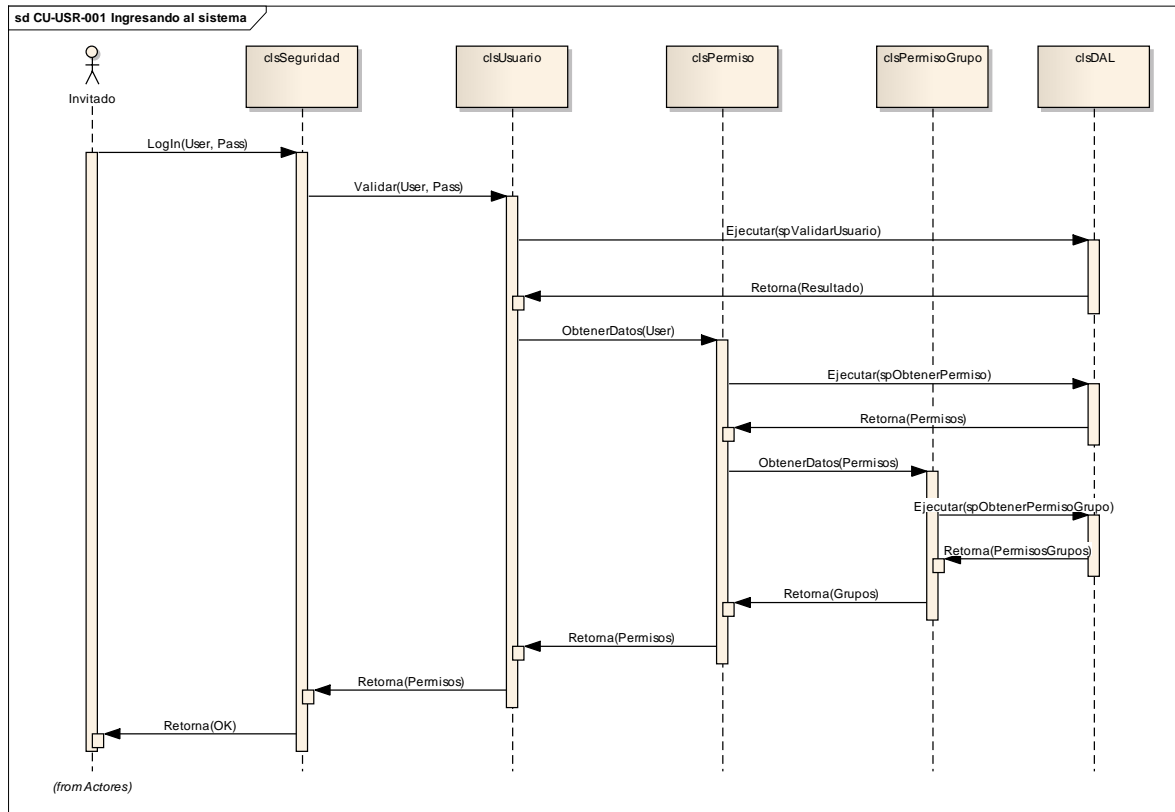 sd CU-USR-001 Ingresando al sistema
Invitado
clsSeguridad
clsUsuario
clsPermiso
clsPermisoGrupo
clsDAL
LogIn(User, Pass)
Validar(User, Pass)
Ejecutar(spValidarUsuario)
Retorna(Resultado)
ObtenerDatos(User)
Ejecutar(spObtenerPermiso)
Retorna(Permisos)
ObtenerDatos(Permisos)
Ejecutar(spObtenerPermisoGrupo)
Retorna(PermisosGrupos)
Retorna(Grupos)
Retorna(Permisos)
Retorna(Permisos)
Retorna(OK)
(from Actores)